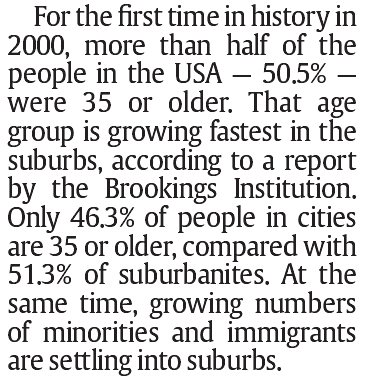 For the first time in history in
2000, more than half of the
people in the USA — 50.5% —
were 35 or older. That age
group is growing fastest in the
suburbs, according to a report
by the Brookings Institution.
Only 46.3% of people in cities
are 35 or older, compared with
51.3% of suburbanites. At the
same time, growing numbers
of minorities and immigrants
are settling into suburbs.